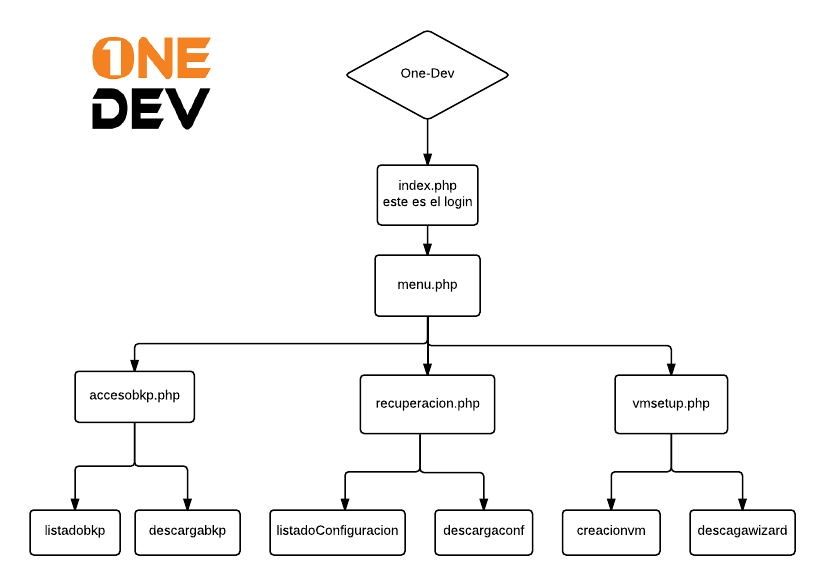 ONE
DEV
One-Dev
index.php
este es el login
menu.php
accesobkp.php
recuperacion.php
vmsetup.php
listadobkp
descargabkp
listadoConfiguracion
descargaconf
creacionvm
descagawizard